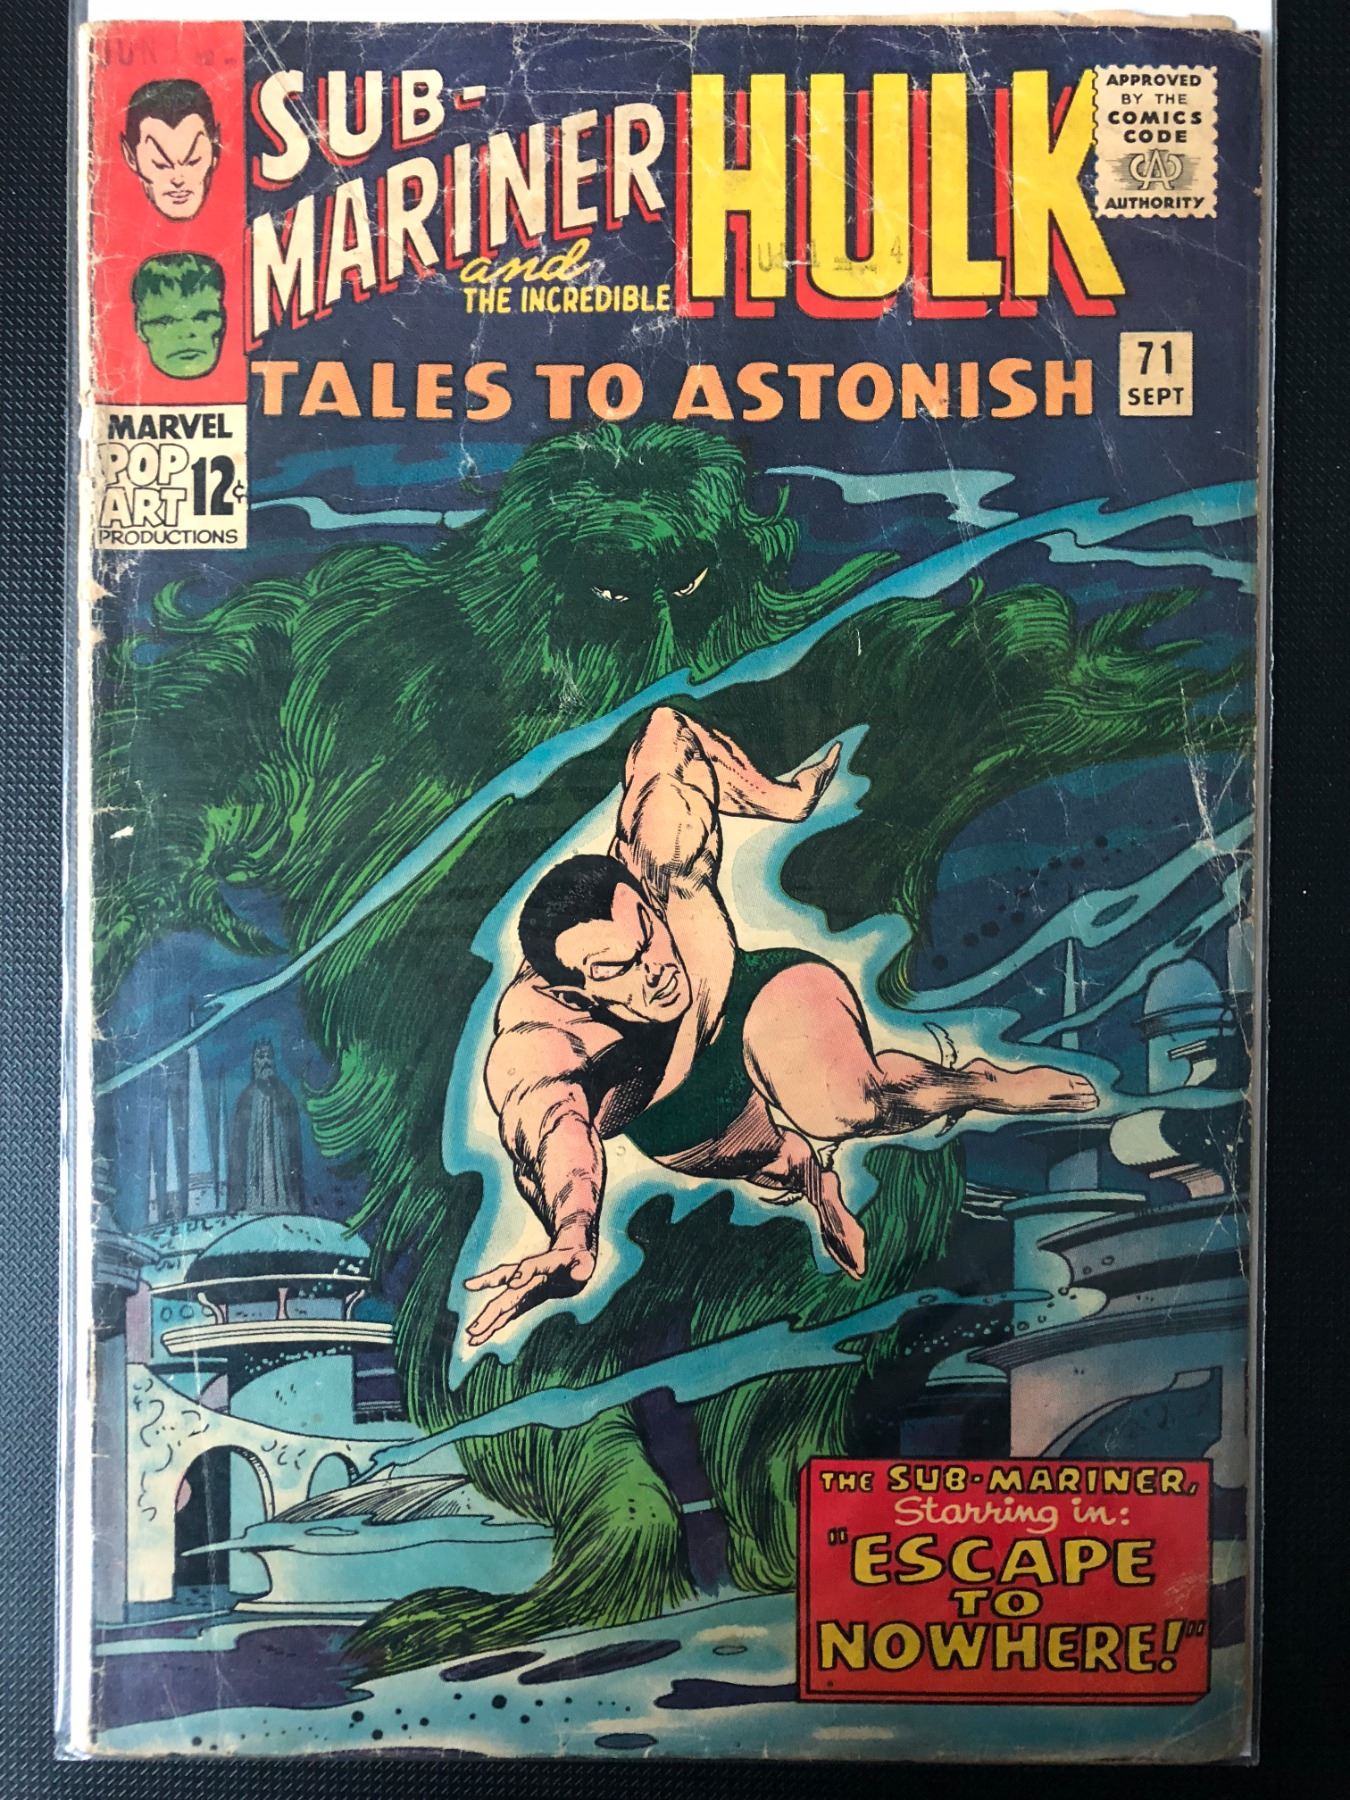 SUB-
MARINER
and
THE INCREDIBLE
HULK
APPROVED
BY THE
COMICS
CODE
CA
AUTHORITY
TALES TO ASTONISH
71
SEPT
MARVEL
POP
ART
12¢
PRODUCTIONS
THE SUB-MARINER,
Starring in:
"ESCAPE
TO
NOWHERE!"